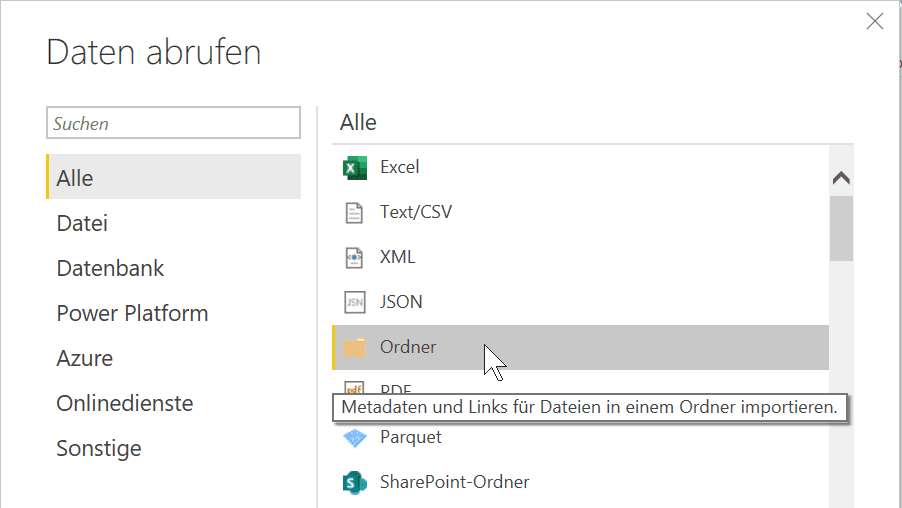 Daten abrufen
Suchen
Alle
Datei
Datenbank
Power Platform
Azure
Onlinedienste
Sonstige
Alle
Excel
Text/CSV
XML
JSON
Ordner
PDF
Metadaten und Links für Dateien in einem Ordner importieren.
Parquet
SharePoint-Ordner